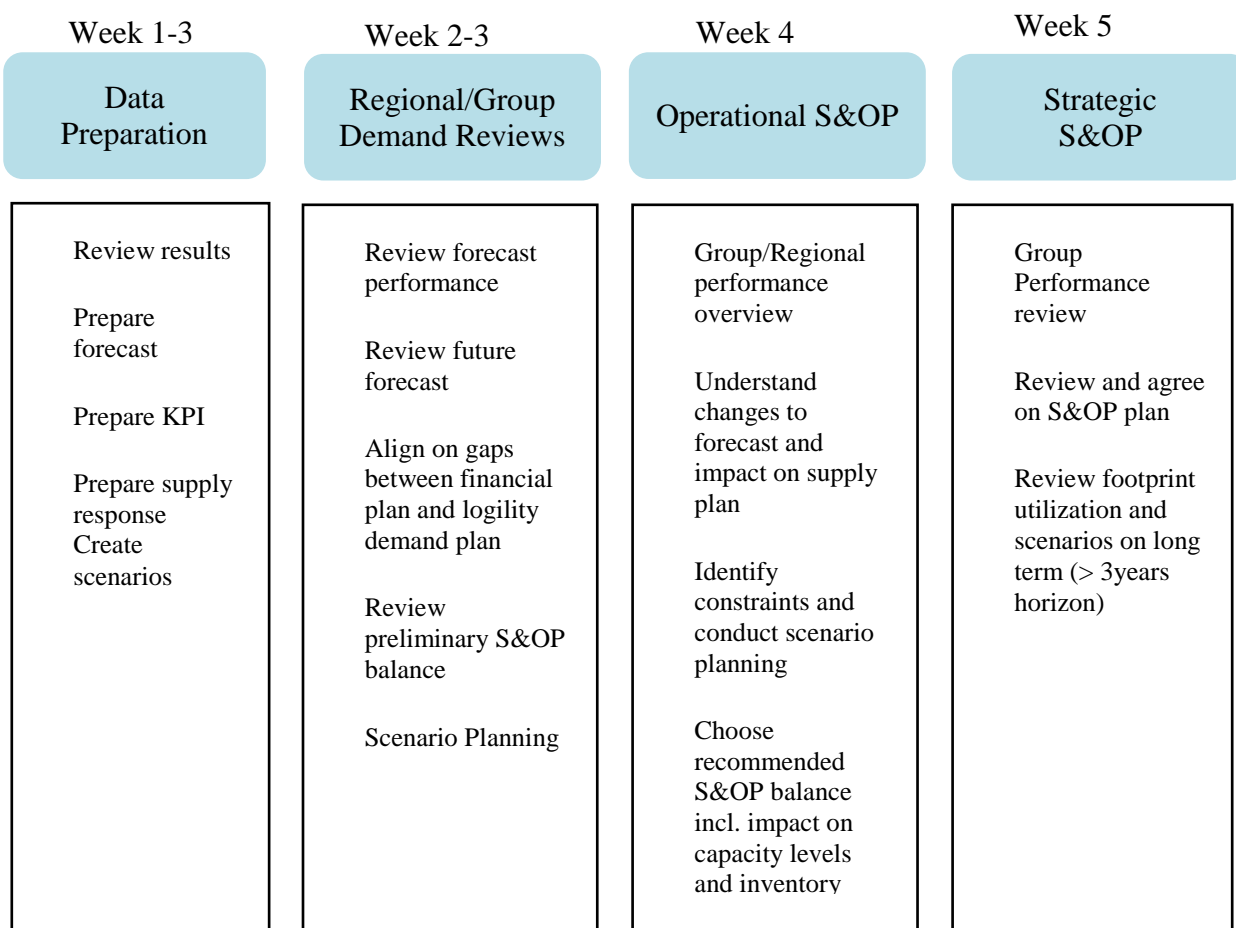 Week 1-3
Data
Preparation
Review results
Prepare
forecast
Prepare KPI
Prepare supply
response
Create
scenarios
Week 2-3
Regional/Group
Demand Reviews
Review forecast
performance
Review future
forecast
Align on gaps
between financial
plan and logility
demand plan
Review
preliminary S&OP
balance
Scenario Planning
Week 4
Operational S&OP
Group/Regional
performance
overview
Understand
changes to
forecast and
impact on supply
plan
Identify
constraints and
conduct scenario
planning
Choose
recommended
S&OP balance
incl. impact on
capacity levels
and inventory
Week 5
Strategic
S&OP
Group
Performance
review
Review and agree
on S&OP plan
Review footprint
utilization and
scenarios on long
term (> 3years
horizon)